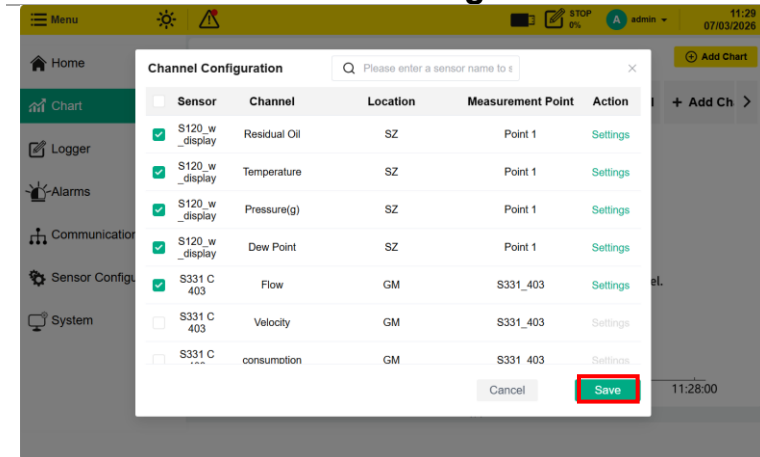 Menu
STOP
0%
A admin
11:29
07/03/2026
Home
Chart
Logger
Alarms
Communication
Sensor Configu
System
Add Chart
+ Add Ch >
Channel Configuration
Please enter a sensor name to s
×
Sensor Channel Location Measurement Point Action
S120_w
_display
Residual Oil SZ Point 1 Settings
S120_w
_display
Temperature SZ Point 1 Settings
S120_w
_display
Pressure(g) SZ Point 1 Settings
S120_w
_display
Dew Point SZ Point 1 Settings
S331 C
403
Flow GM S331_403 Settings
S331 C
403
Velocity GM S331_403 Settings
S331 C
consumption GM S331 403 Settings
el.
Cancel Save
11:28:00